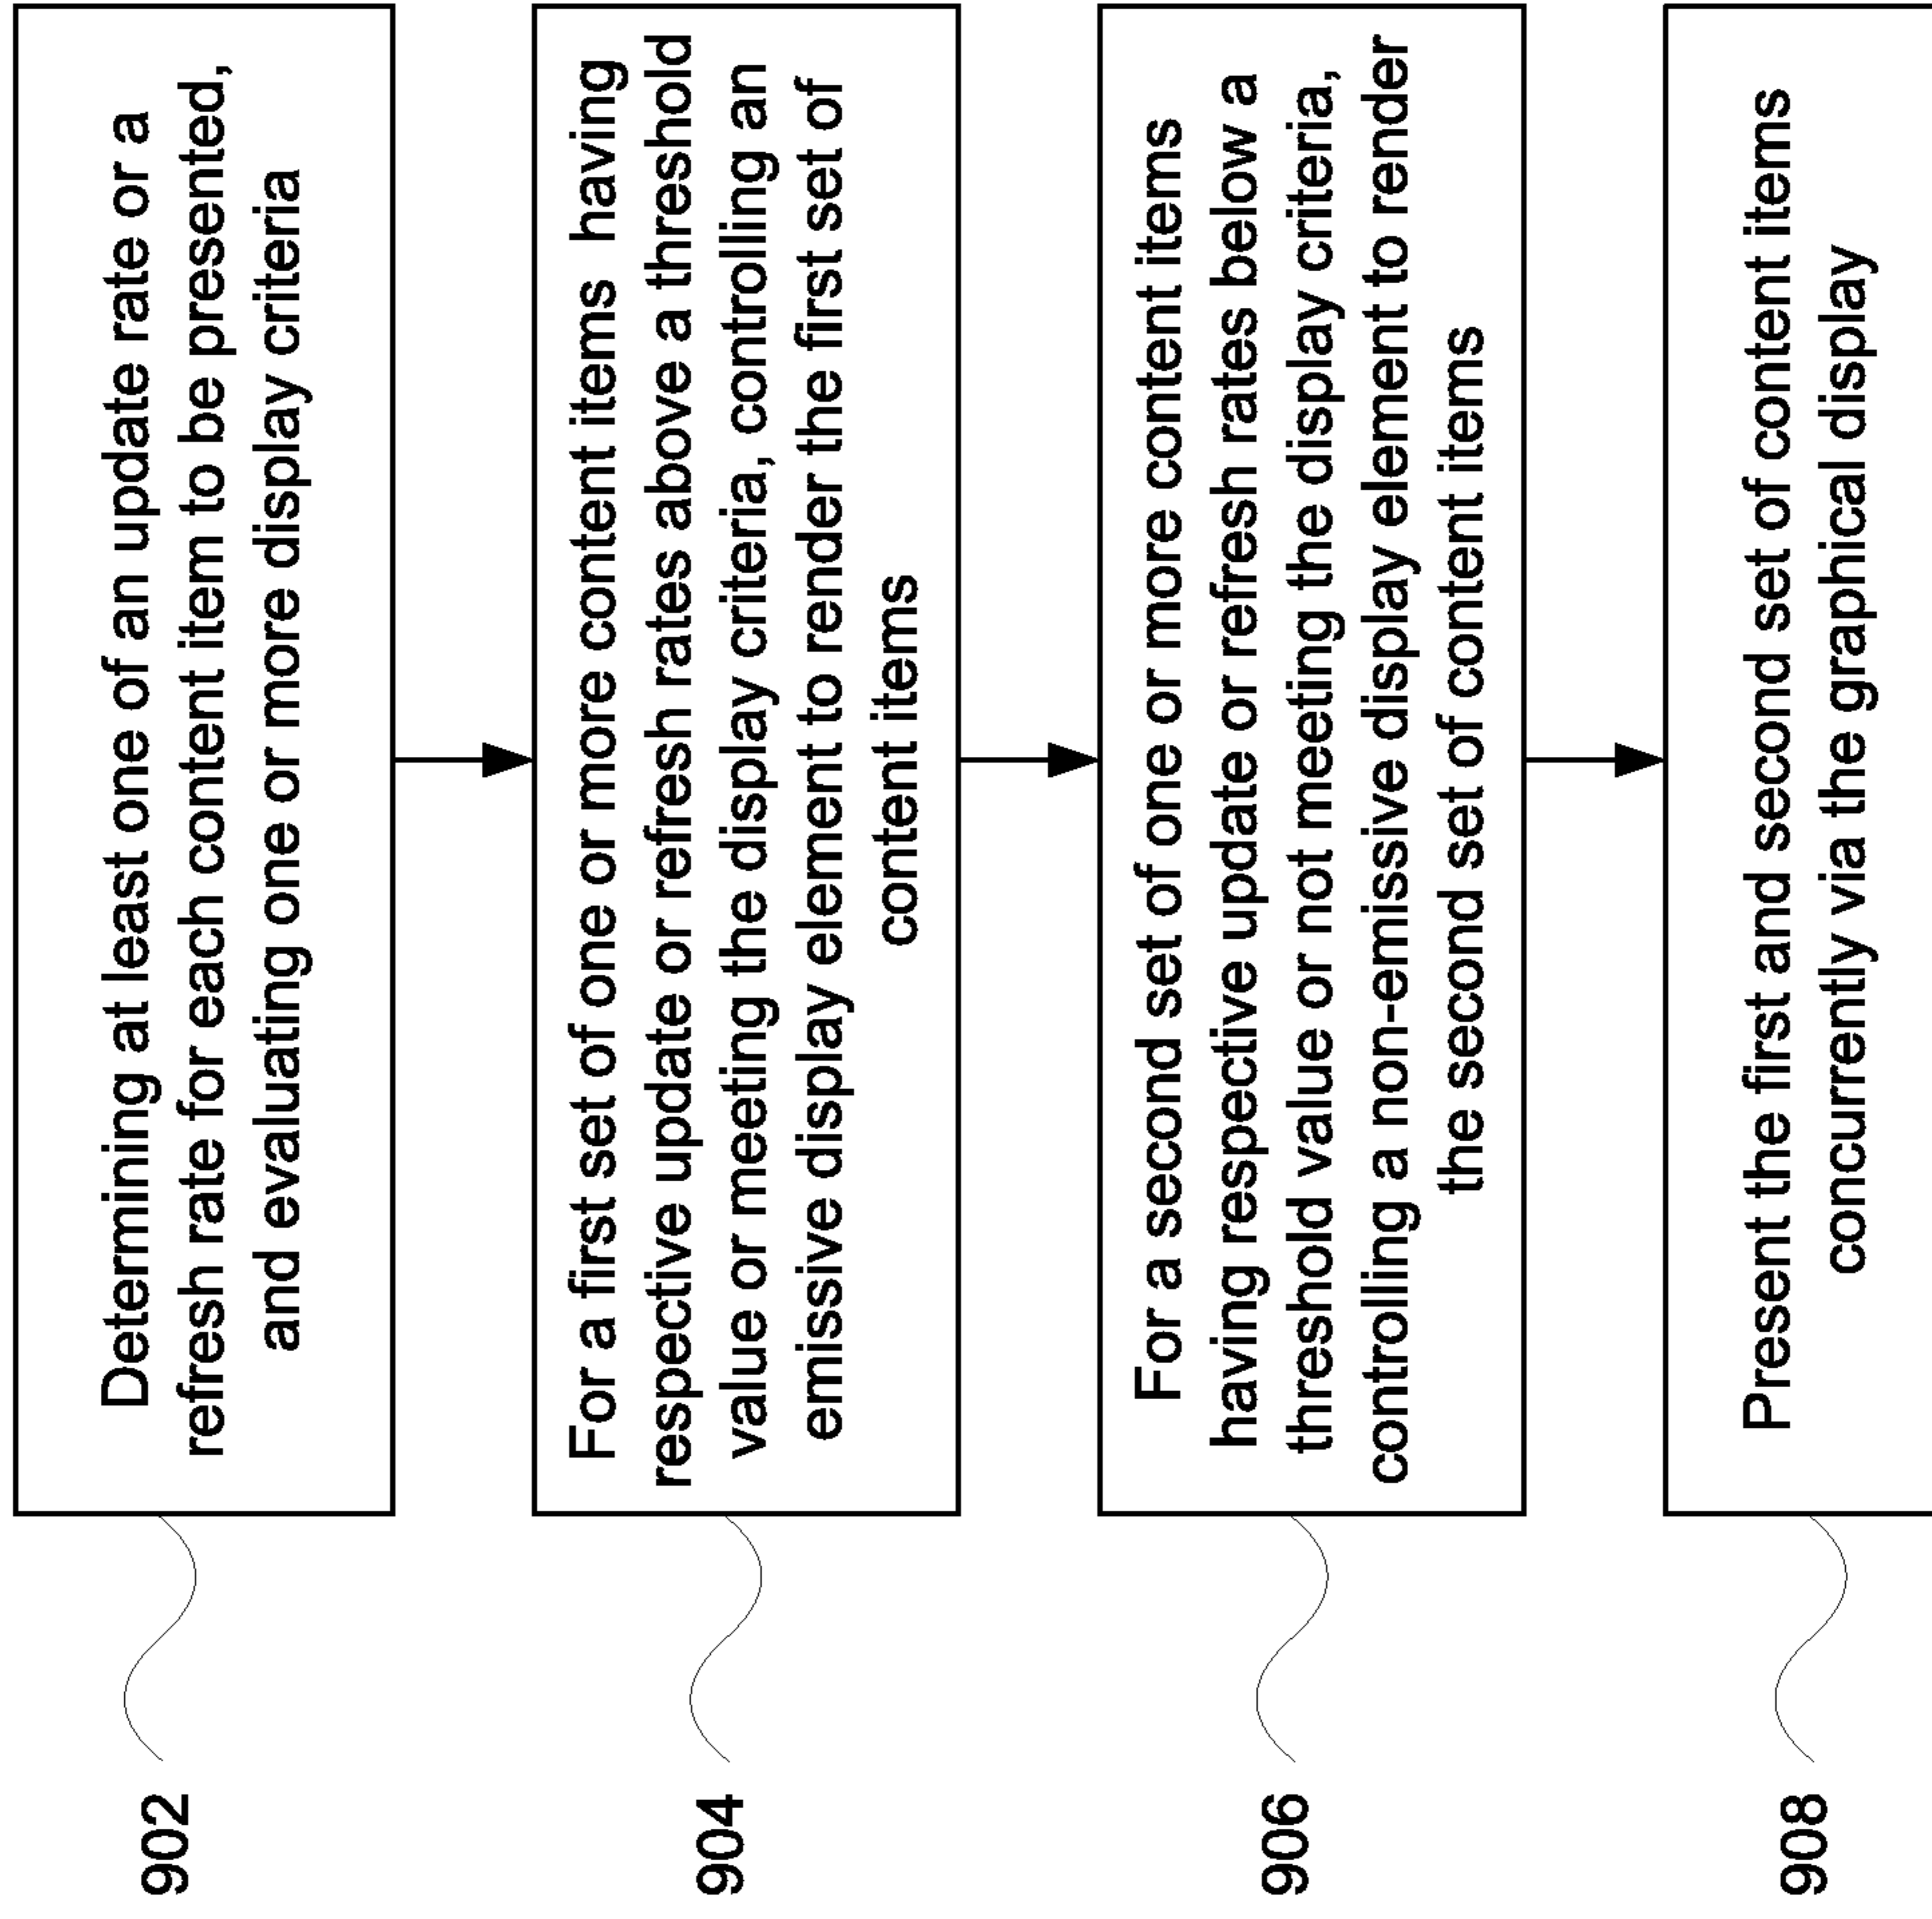 902
Determining at least one of an update rate or a
refresh rate for each content item to be presented,
and evaluating one or more display criteria
904
For a first set of one or more content items having
respective update or refresh rates above a threshold
value or meeting the display criteria, controlling an
emissive display element to render the first set of
content items
906
For a second set of one or more content items
having respective update or refresh rates below a
threshold value or not meeting the display criteria,
controlling a non-emissive display element to render
the second set of content items
908
Present the first and second set of content items
concurrently via the graphical display